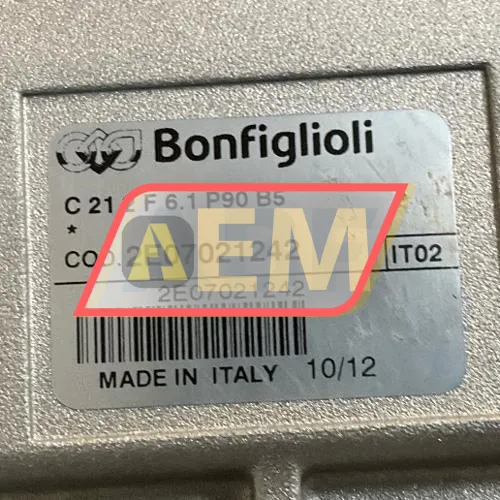 Bonfiglioli
C 21 2 F 6.1 P90 B5
*
COD. 2E07021242
IT02
2E07021242
AEM
MADE IN ITALY 10/12